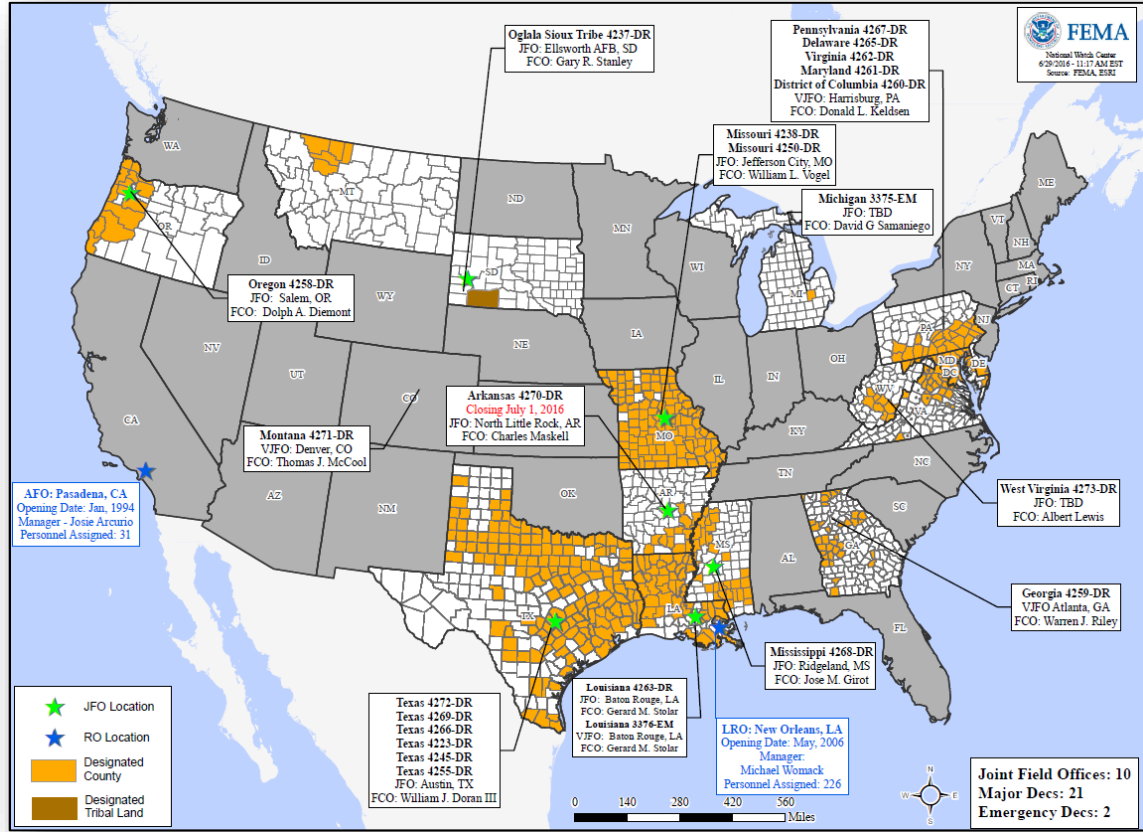 FEMA
National Watch Center
6/29/2016 - 11:17 AM EST
Source: FEMA, ESRI
Oglala Sioux Tribe 4237-DR
JFO: Ellsworth AFB, SD
FCO: Gary R. Stanley
Pennsylvania 4267-DR
Delaware 4265-DR
Virginia 4262-DR
Maryland 4261-DR
District of Columbia 4260-DR
VJFO: Harrisburg, PA
FCO: Donald L. Keldsen
Missouri 4238-DR
Missouri 4250-DR
JFO: Jefferson City, MO
FCO: William L. Vogel
Michigan 3375-EM
JFO: TBD
FCO: David G Samaniego
WA
MT
ND
MN
ME
OR
ID
SD
WI
MI
NY
VT
NH
MA
CT
RI
WY
Oregon 4258-DR
JFO: Salem, OR
FCO: Dolph A. Diemont
NE
IA
PA
NJ
NV
UT
CO
IL
IN
OH
MD
DE
DC
WV
VA
CA
Arkansas 4270-DR
Closing July 1, 2016
JFO: North Little Rock, AR
FCO: Charles Maskell
MO
KY
Montana 4271-DR
VJFO: Denver, CO
FCO: Thomas J. McCool
AFO: Pasadena, CA
Opening Date: Jan, 1994
Manager - Josie Arcurio
Personnel Assigned: 31
AZ
NM
OK
AR
TN
NC
SC
West Virginia 4273-DR
JFO: TBD
FCO: Albert Lewis
MS
AL
GA
TX
LA
FL
Georgia 4259-DR
VJFO Atlanta, GA
FCO: Warren J. Riley
Mississippi 4268-DR
JFO: Ridgeland, MS
FCO: Jose M. Girot
Texas 4272-DR
Texas 4269-DR
Texas 4266-DR
Texas 4223-DR
Texas 4245-DR
Texas 4255-DR
JFO: Austin, TX
FCO: William J. Doran III
Louisiana 4263-DR
JFO: Baton Rouge, LA
FCO: Gerard M. Stolar
Louisiana 3376-EM
VJFO: Baton Rouge, LA
FCO: Gerard M. Stolar
LRO: New Orleans, LA
Opening Date: May, 2006
Manager:
Michael Womack
Personnel Assigned: 226
JFO Location
RO Location
Designated
County
Designated
Tribal Land
0 140 280 420 560
Miles
N
W E
S
Joint Field Offices: 10
Major Decs: 21
Emergency Decs: 2